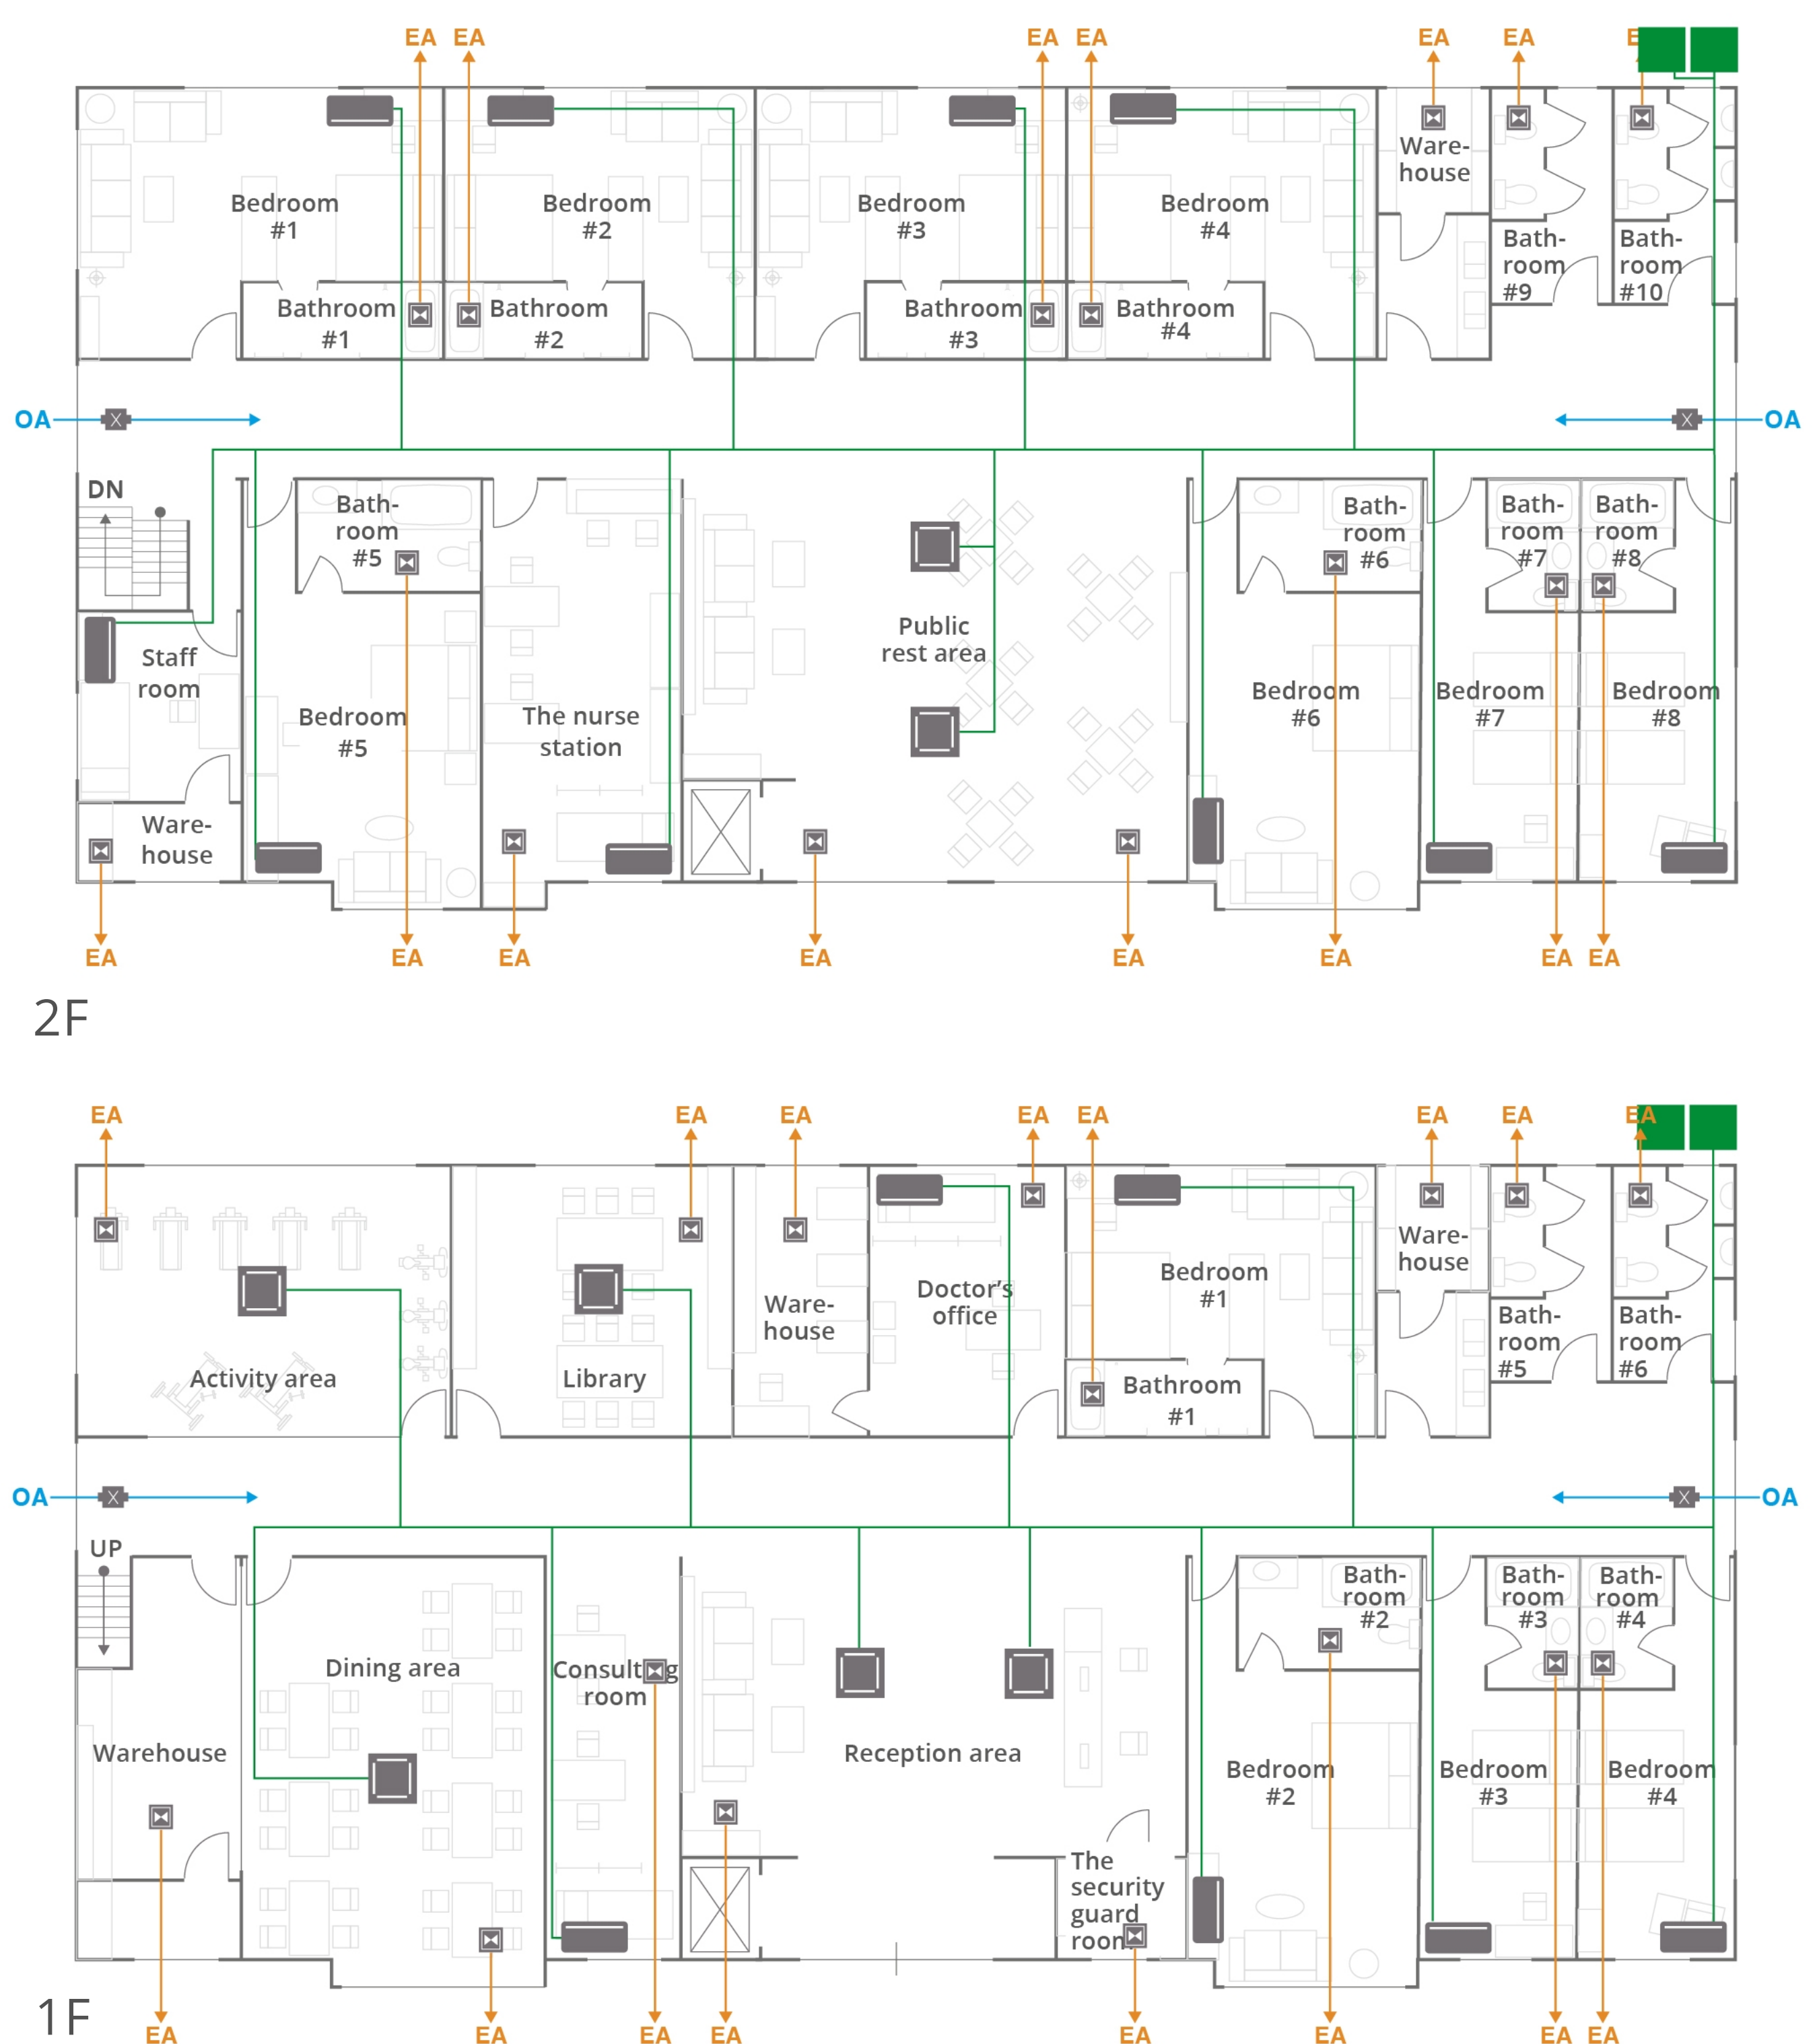 EA EA EA EA EA EA E
Ware-
house
Bedroom
#1
Bedroom
#2
Bedroom
#3
Bedroom
#4
Bath-
room
#9
Bath-
room
#10
Bathroom
#1
Bathroom
#2
Bathroom
#3
Bathroom
#4
OA OA
DN
Bath-
room
#5
Bath-
room
#6
Bath-
room
#7
Bath-
room
#8
Public
rest area
Staff
room
Bedroom
#5
The nurse
station
Bedroom
#6
Bedroom
#7
Bedroom
#8
Ware-
house
EA EA EA EA EA EA EA EA
2F
EA EA EA EA EA EA EA EA
Ware-
house
Bedroom
#1
Doctor's
office
Ware-
house
Bath-
room
#5
Bath-
room
#6
Activity area
Library
Bathroom
#1
OA OA
UP
Bath-
room
#2
Bath-
room
#3
Bath-
room
#4
Dining area
Consulting
room
Warehouse
Reception area
Bedroom
#2
Bedroom
#3
Bedroom
#4
The
security
guard
room
1F
EA EA EA EA EA EA EA EA